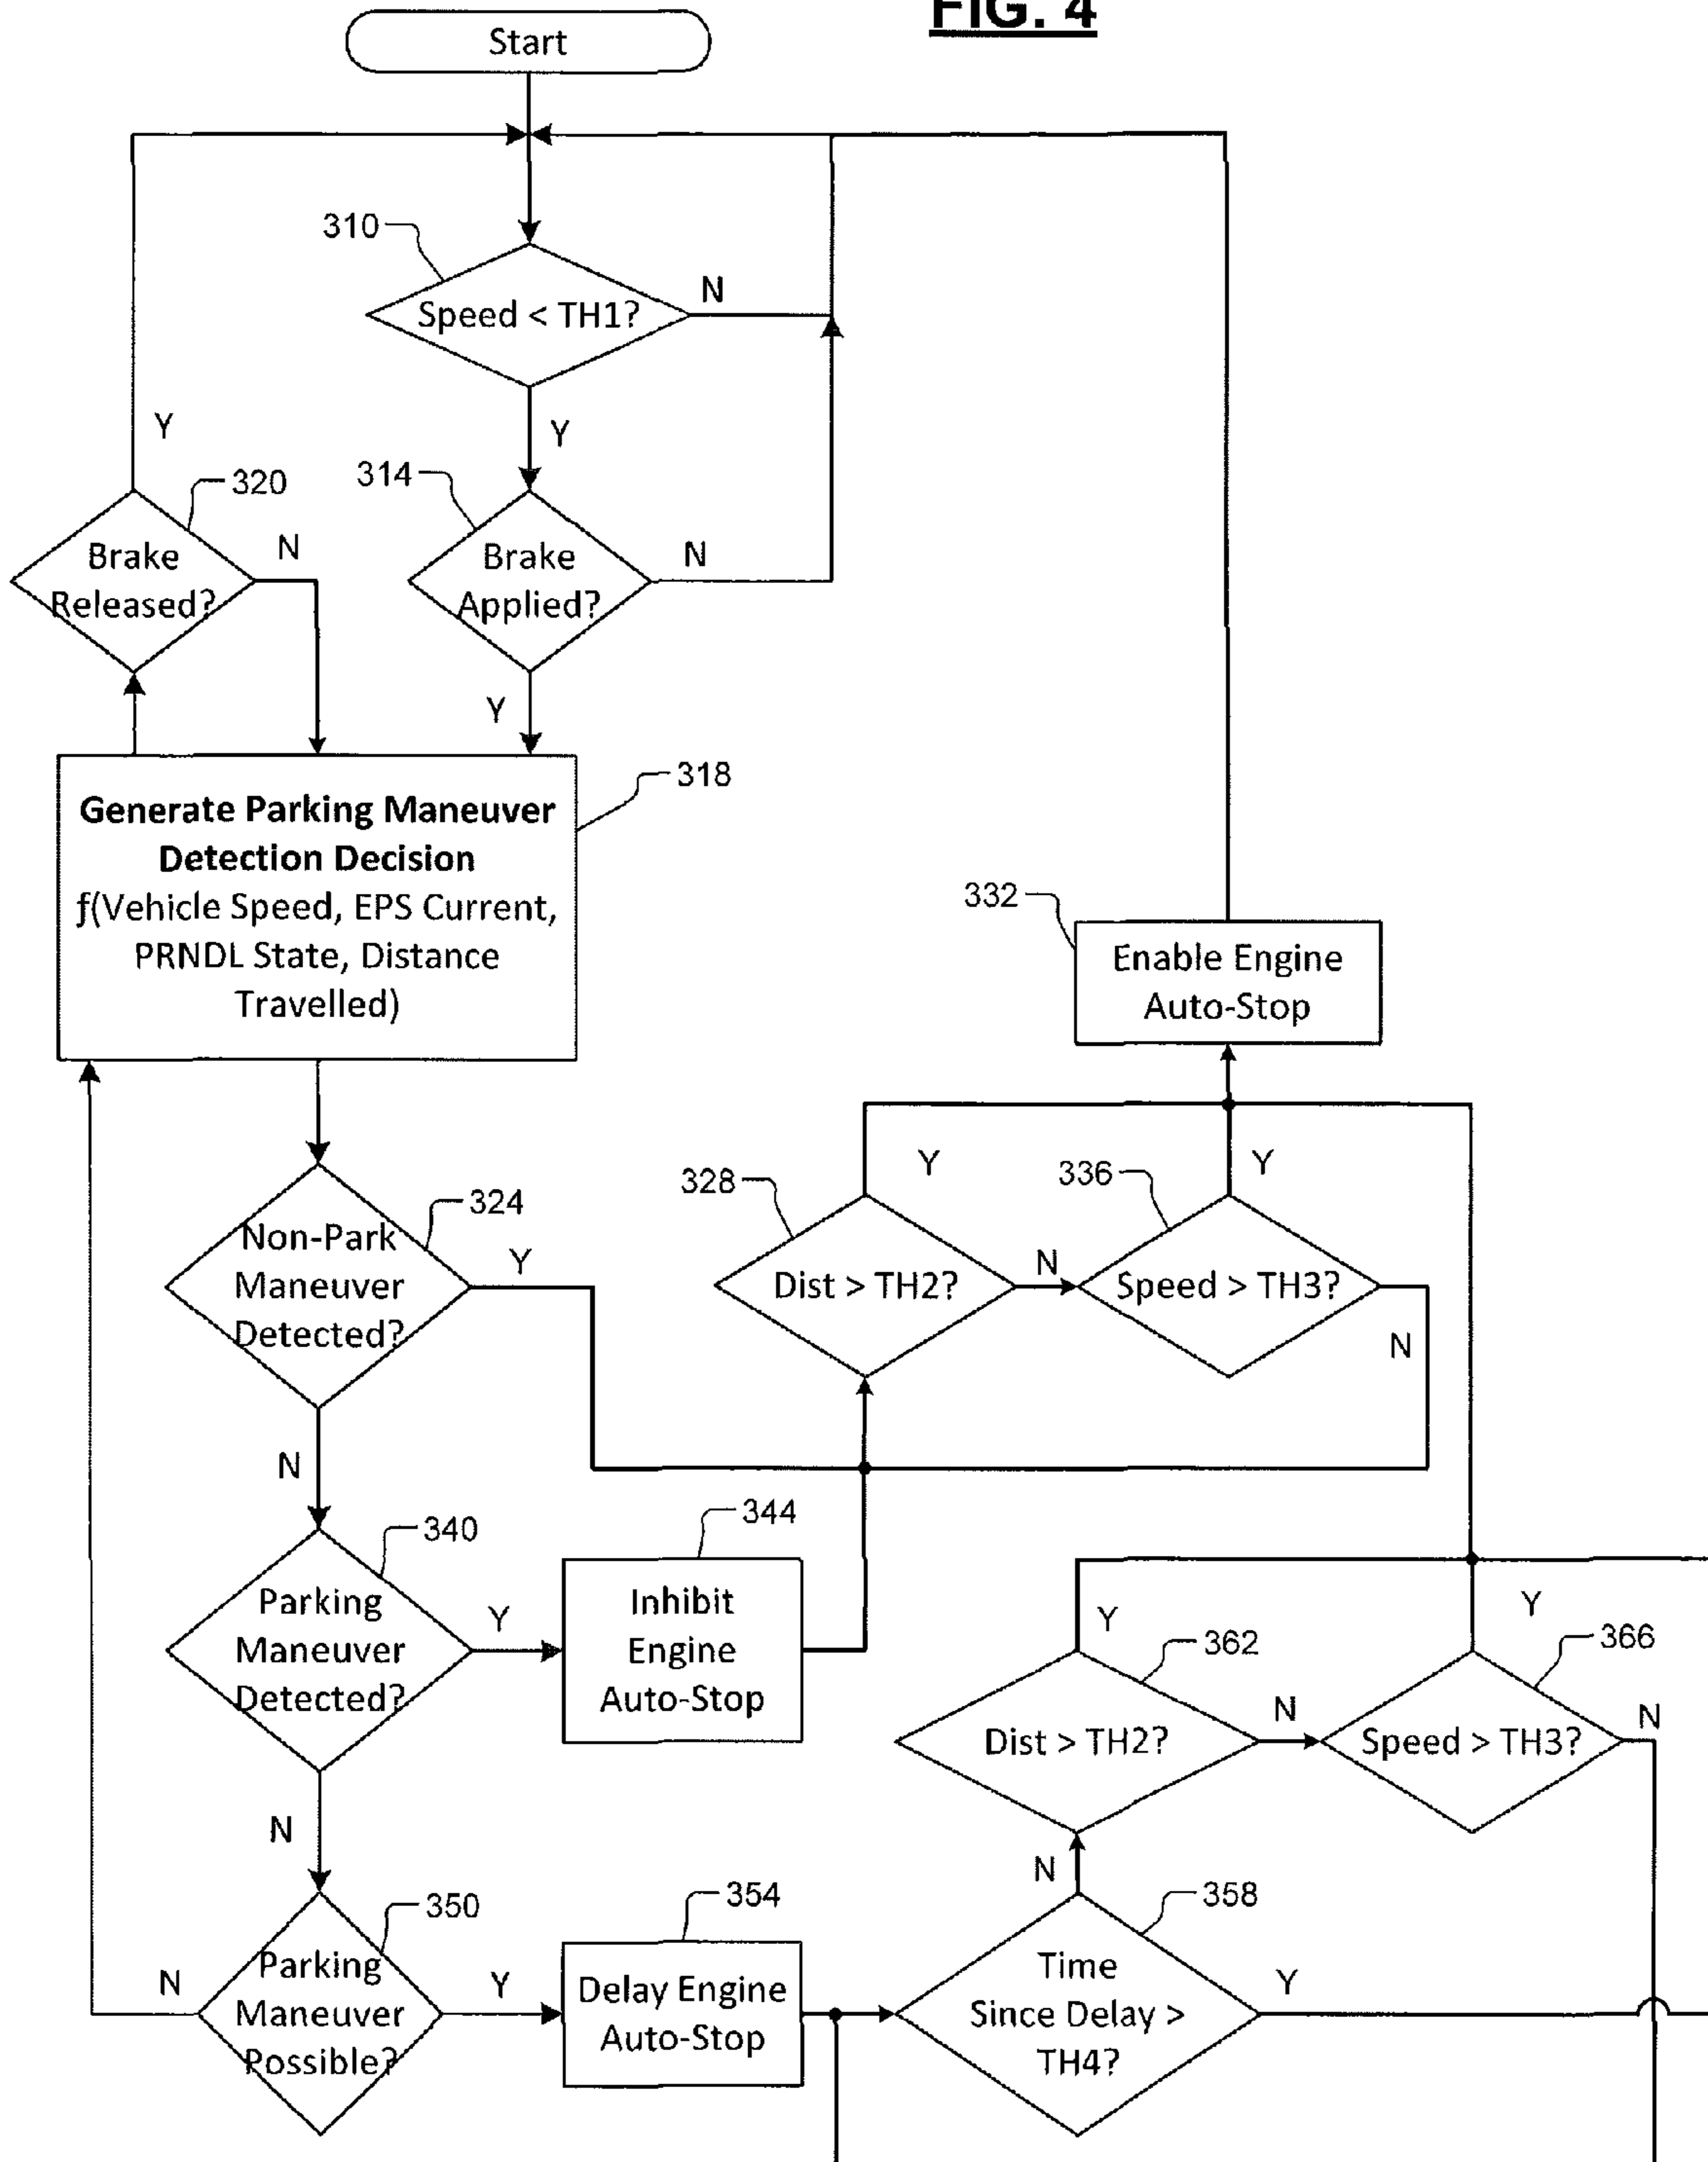 FIG. 4
Start
310
Speed < TH1?
N
Y
Y
320
314
Brake
Released?
N
Brake
Applied?
N
Y
318
Generate Parking Maneuver
Detection Decision
ƒ(Vehicle Speed, EPS Current,
PRNDL State, Distance
Travelled)
332
Enable Engine
Auto-Stop
324
Non-Park
Maneuver
Detected?
Y
328
Y
336
Y
Dist > TH2?
N
Speed > TH3?
N
N
340
Parking
Maneuver
Detected?
Y
344
Inhibit
Engine
Auto-Stop
Y
362
Y
366
Dist > TH2?
N
Speed > TH3?
N
N
350
Parking
Maneuver
Possible?
N
Y
354
Delay Engine
Auto-Stop
N
358
Time
Since Delay >
TH4?
Y